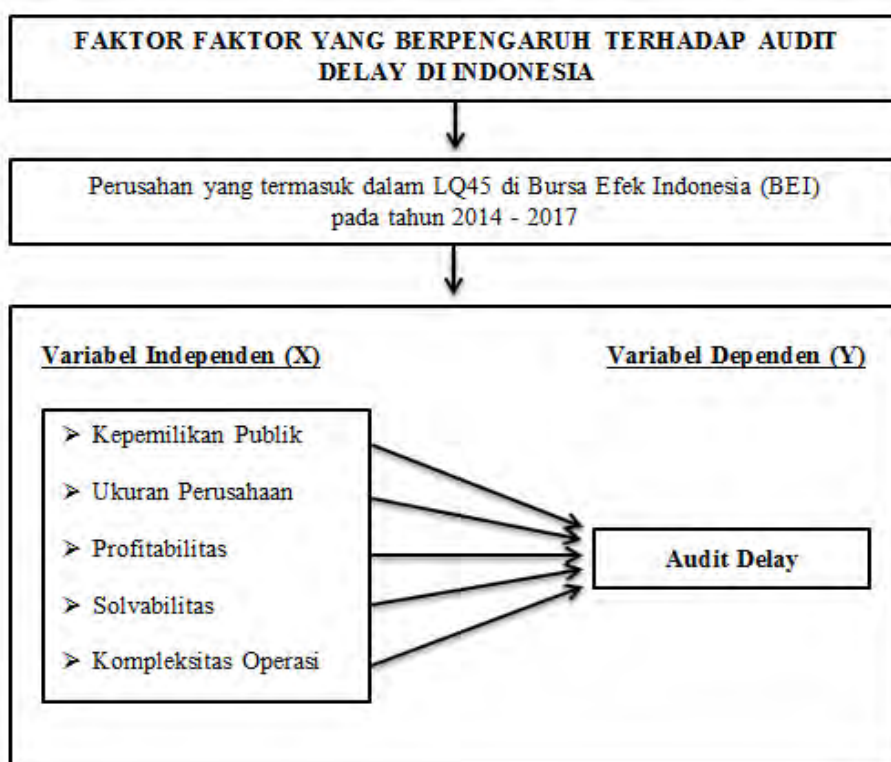 FAKTOR FAKTOR YANG BERPENGARUH TERHADAP AUDIT
DELAY DI INDONESIA
Perusahan yang termasuk dalam LQ45 di Bursa Efek Indonesia (BEI)
pada tahun 2014 - 2017
Variabel Independen (X)
Variabel Dependen (Y)
➢ Kepemilikan Publik
➢ Ukuran Perusahaan
➢ Profitabilitas
➢ Solvabilitas
➢ Kompleksitas Operasi
Audit Delay